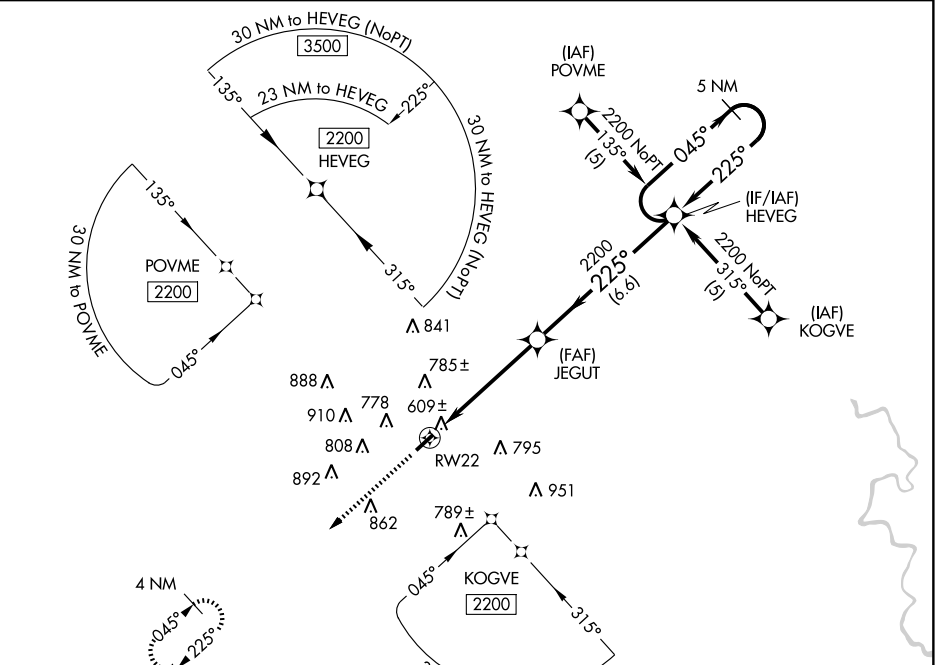 30 NM to HEVEG (NoPT)
3500
135°
23 NM to HEVEG
225°
2200
HEVEG
30 NM to HEVEG (NoPT)
315°
(IAF)
POVME
5 NM
2200 NoPT
135°
(5)
045°
225°
(IF/IAF)
HEVEG
2200
225°
(6.6)
2200 NoPT
315°
(5)
(IAF)
KOGVE
(FAF)
JEGUT
135°
POVME
2200
30 NM to POVME
045°
841
785±
888
778
609±
910
808
RW22
795
892
951
862
789±
045°
KOGVE
2200
315°
4 NM
045°
225°